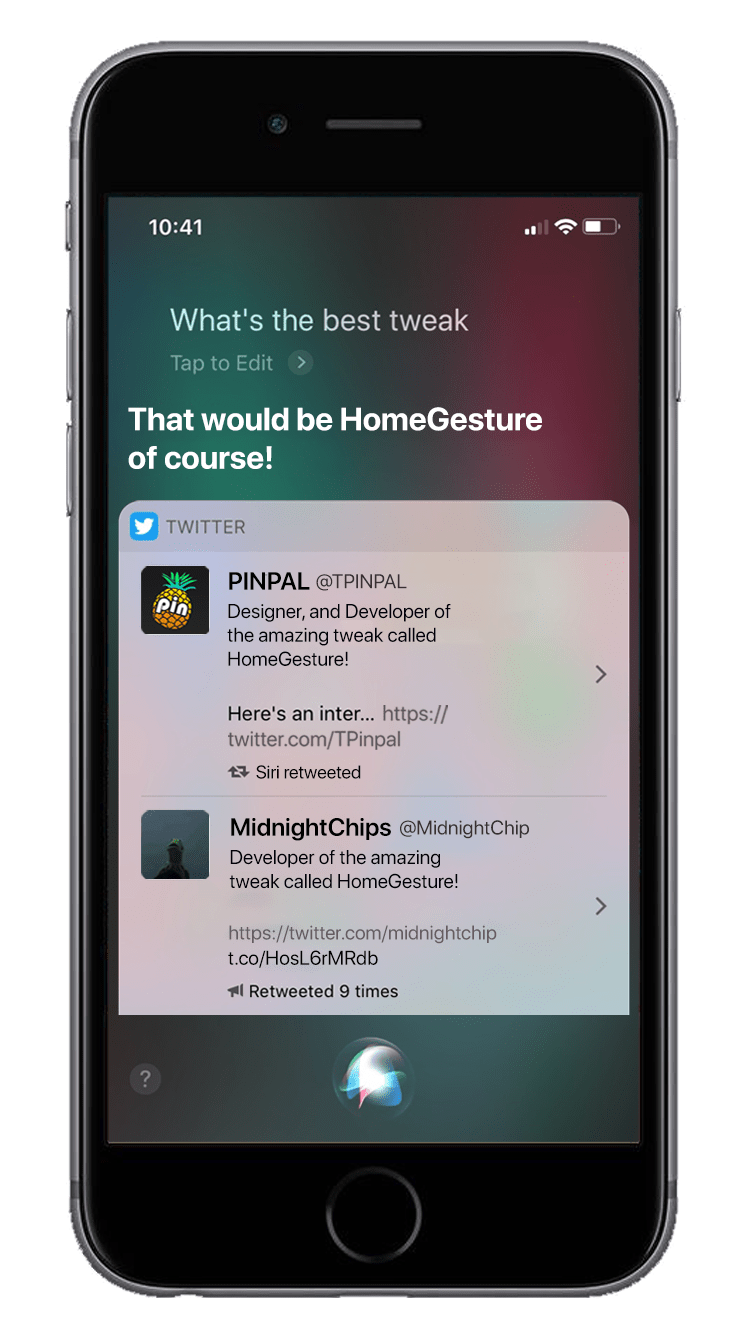 10:41
What's the best tweak
Tap to Edit
That would be HomeGesture
of course!
TWITTER
pin
PINPAL @TPINPAL
Designer, and Developer of
the amazing tweak called
HomeGesture!
Here's an inter... https://
twitter.com/TPinpal
Siri retweeted
MidnightChips @MidnightChip
Developer of the amazing
tweak called HomeGesture!
https://twitter.com/midnightchip
t.co/HosL6rMRdb
Retweeted 9 times
?